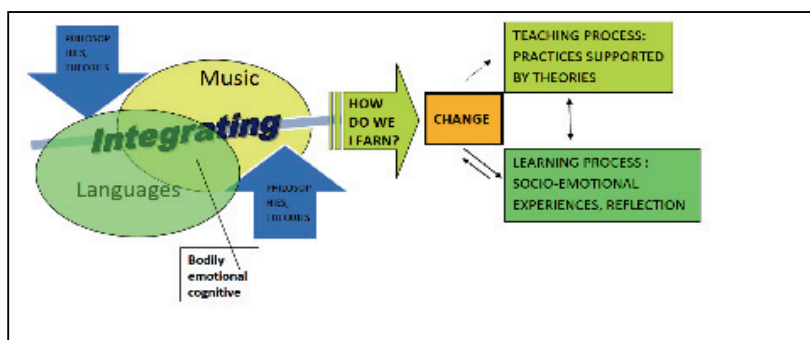 PHILOSOP
HIES,
THEORIES
Music
Integrating
Languages
PHILOSOP
HIES,
THEORIES
Bodily
emotional
cognitive
HOW
DO WE
LEARN?
CHANGE
TEACHING PROCESS:
PRACTICES SUPPORTED
BY THEORIES
LEARNING PROCESS :
SOCIO-EMOTIONAL
EXPERIENCES, REFLECTION